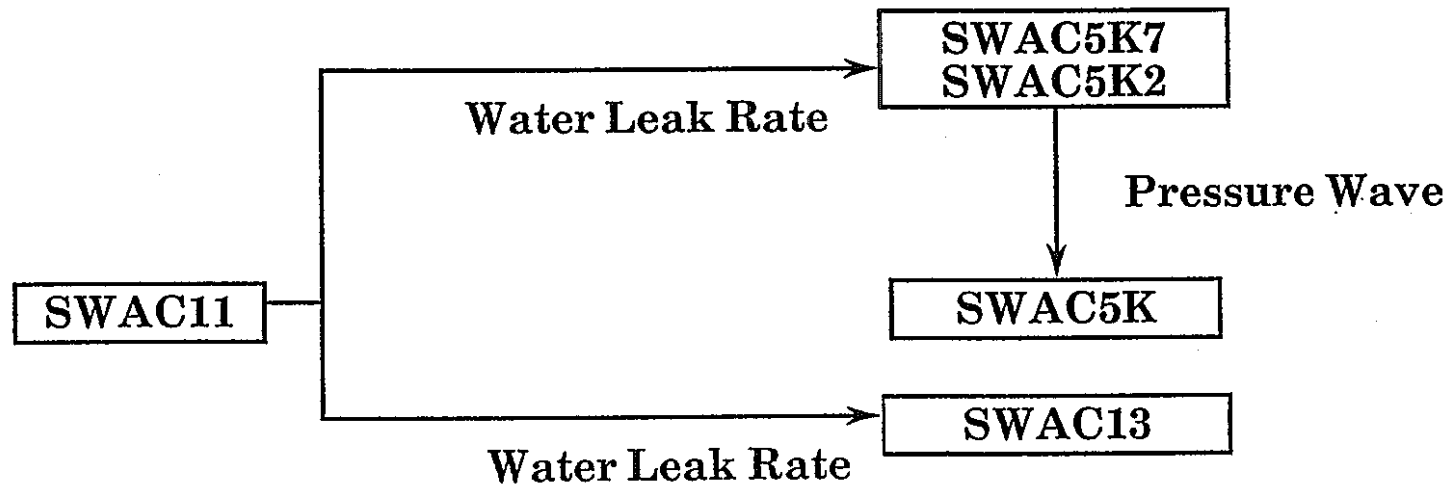 SWAC5K7
SWAC5K2
Water Leak Rate
Pressure Wave
SWAC11
SWAC5K
SWAC13
Water Leak Rate